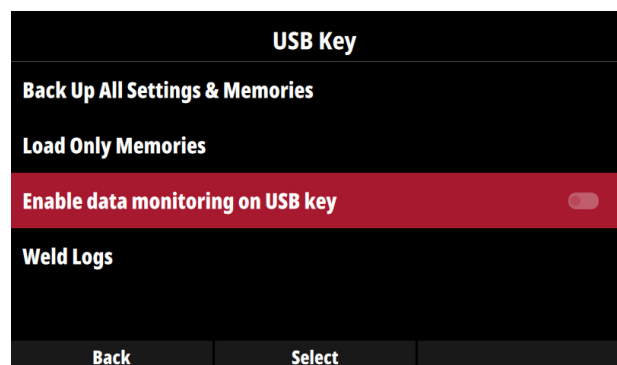 USB Key
Back Up All Settings & Memories
Load Only Memories
Enable data monitoring on USB key
Weld Logs
Back Select